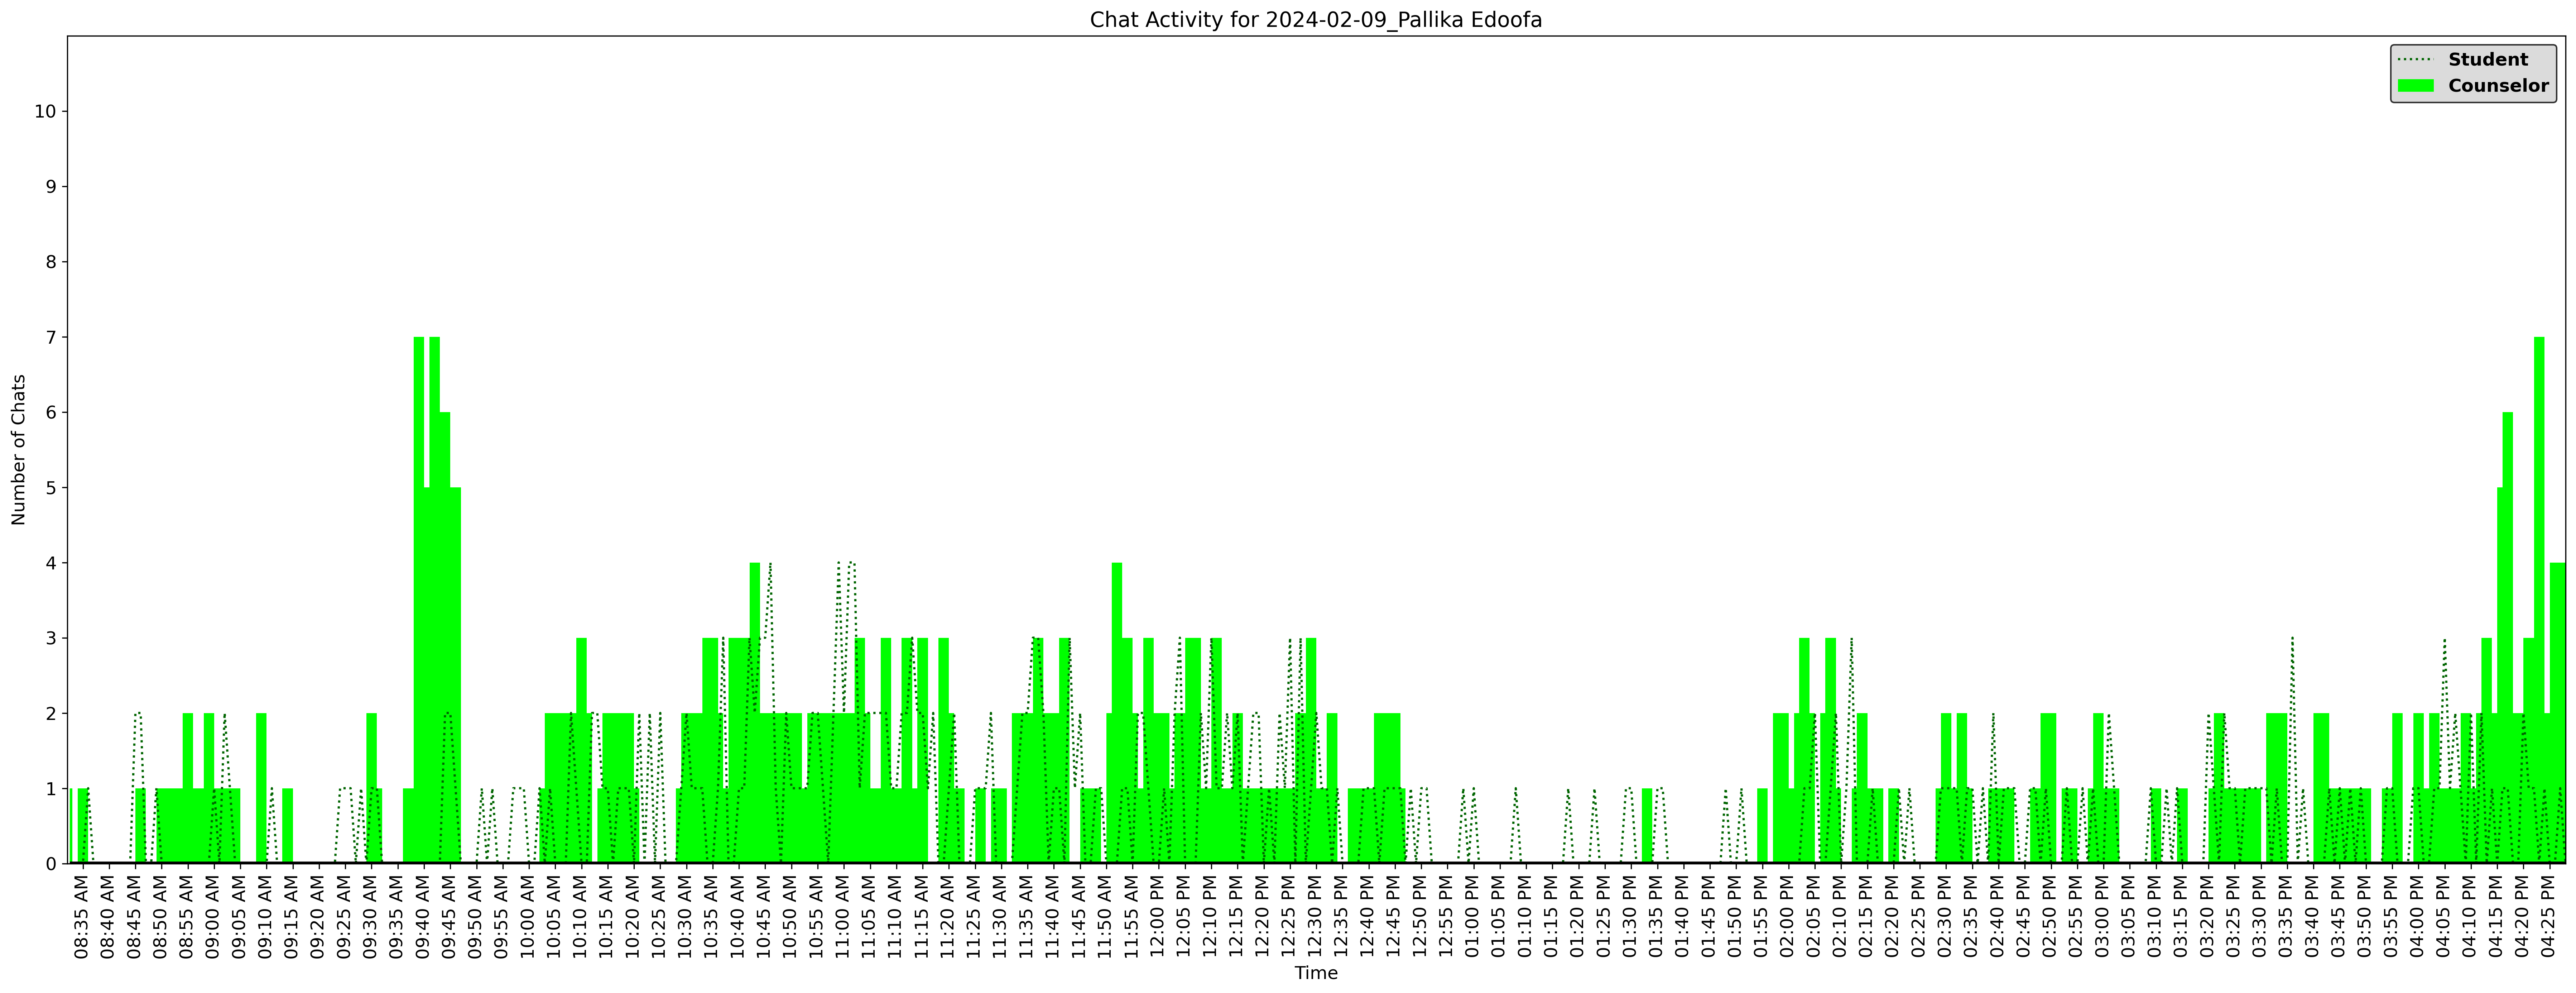 Chat Activity for 2024-02-09_Pallika Edoofa
Student
Counselor
Number of Chats
10
9
8
7
6
5
4
3
2
1
0
08:35 AM
08:40 AM
08:45 AM
08:50 AM
08:55 AM
09:00 AM
09:05 AM
09:10 AM
09:15 AM
09:20 AM
09:25 AM
09:30 AM
09:35 AM
09:40 AM
09:45 AM
09:50 AM
09:55 AM
10:00 AM
10:05 AM
10:10 AM
10:15 AM
10:20 AM
10:25 AM
10:30 AM
10:35 AM
10:40 AM
10:45 AM
10:50 AM
10:55 AM
11:00 AM
11:05 AM
11:10 AM
11:15 AM
11:20 AM
11:25 AM
11:30 AM
11:35 AM
11:40 AM
11:45 AM
11:50 AM
11:55 AM
12:00 PM
12:05 PM
12:10 PM
12:15 PM
12:20 PM
12:25 PM
12:30 PM
12:35 PM
12:40 PM
12:45 PM
12:50 PM
12:55 PM
01:00 PM
01:05 PM
01:10 PM
01:15 PM
01:20 PM
01:25 PM
01:30 PM
01:35 PM
01:40 PM
01:45 PM
01:50 PM
01:55 PM
02:00 PM
02:05 PM
02:10 PM
02:15 PM
02:20 PM
02:25 PM
02:30 PM
02:35 PM
02:40 PM
02:45 PM
02:50 PM
02:55 PM
03:00 PM
03:05 PM
03:10 PM
03:15 PM
03:20 PM
03:25 PM
03:30 PM
03:35 PM
03:40 PM
03:45 PM
03:50 PM
03:55 PM
04:00 PM
04:05 PM
04:10 PM
04:15 PM
04:20 PM
04:25 PM
Time